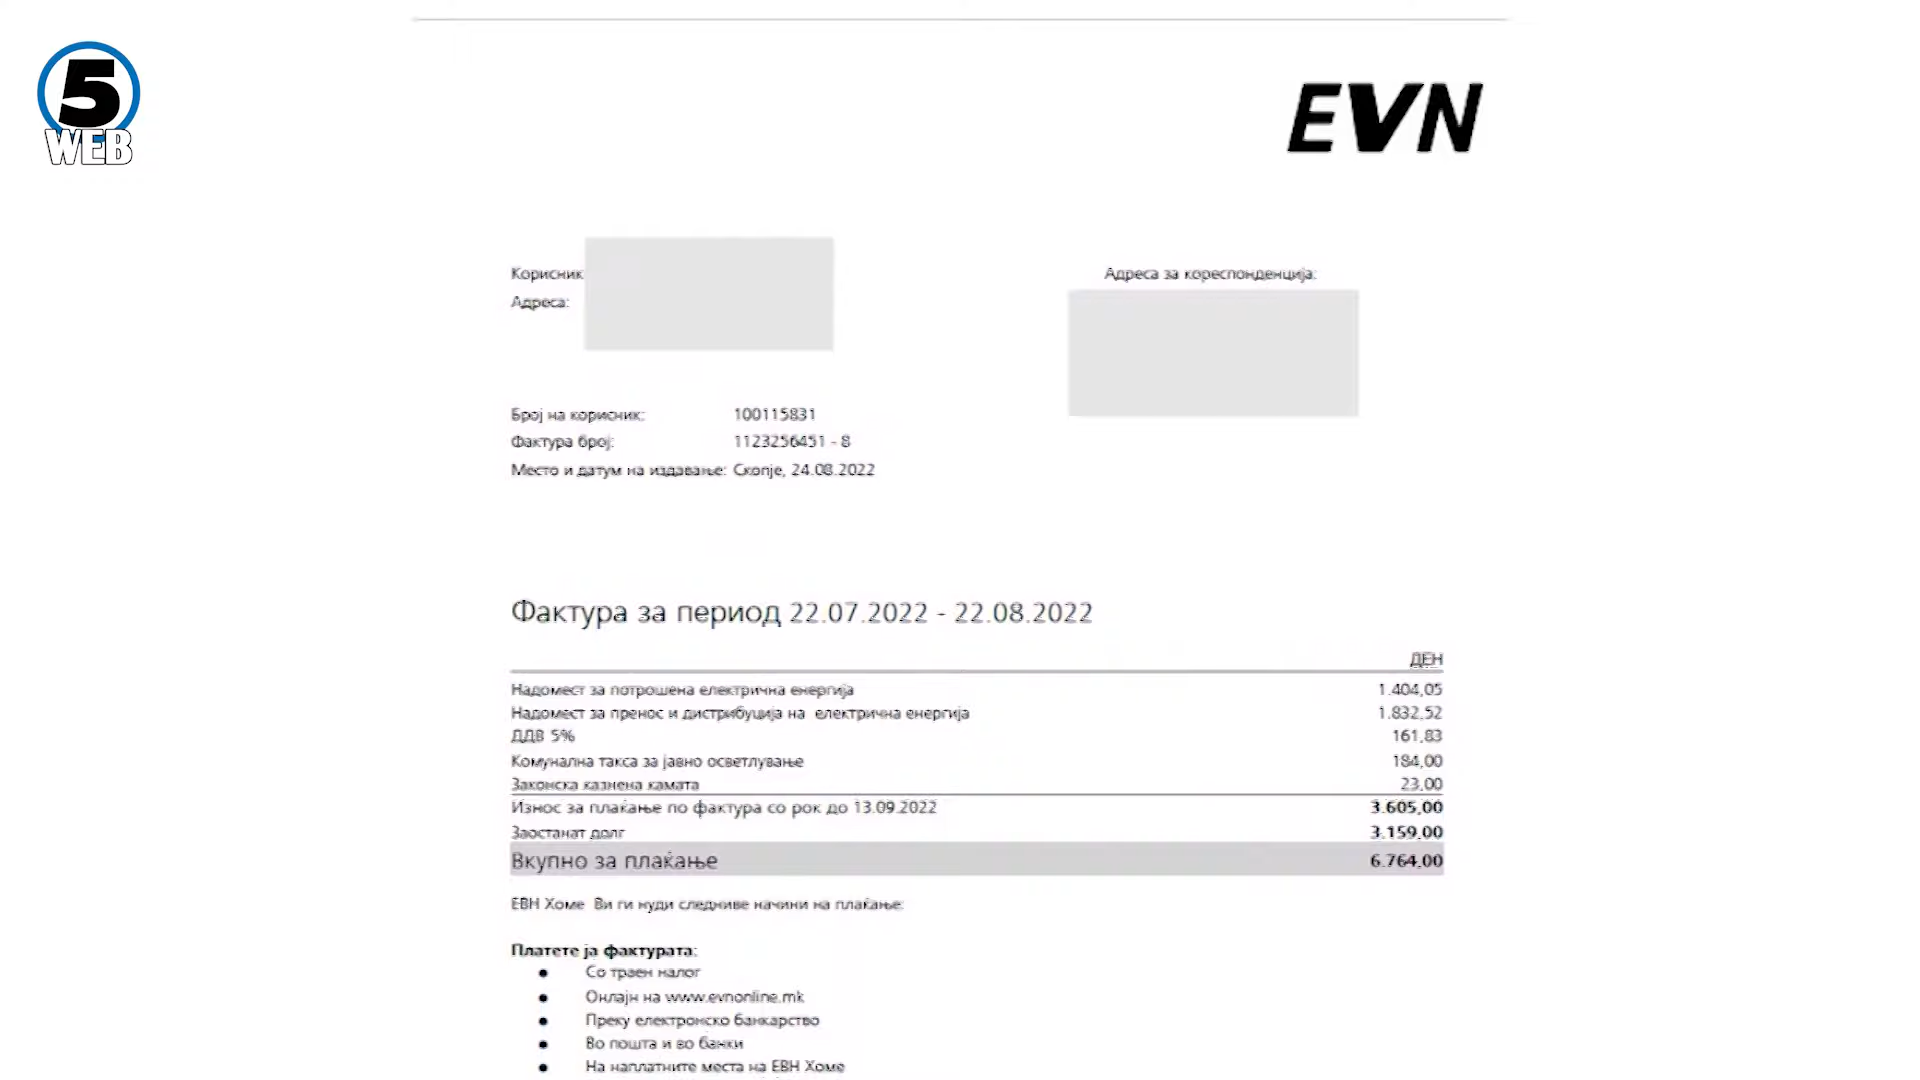 5
WEB
EVN
Корисник
Адреса:
Адреса за кореспонденција:
Број на корисник: 100115831
Фактура број: 1123256451 - 8
Место и датум на издавање: Скопје, 24.08.2022
Фактура за период 22.07.2022 - 22.08.2022
ДЕН
Надомест за потрошена електрична енергија 1.404,05
Надомест за пренос и дистрибуција на електрична енергија 1.832,52
ДДВ 5% 161,83
Комунална такса за јавно осветлување 184,00
Законска казнена камата 23,00
Износ за плаќање по фактура со рок до 13.09.2022 3.605,00
Заостанат долг 3.159,00
Вкупно за плаќање 6.764,00
ЕВН Хоме Ви ги нуди следниве начини на плаќање:
Платете ја фактурата:
● Со траен налог
● Онлајн на www.evnonline.mk
● Преку електронско банкарство
● Во пошта и во банки
● На наплатните места на ЕВН Хоме